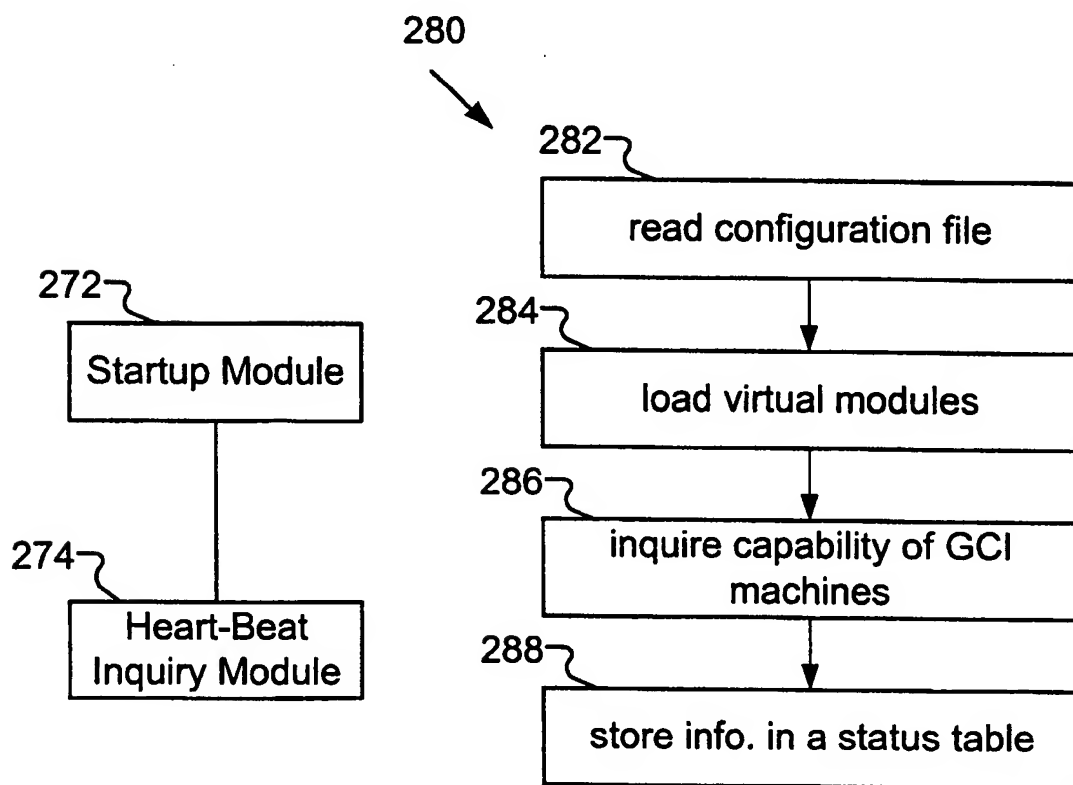 280
282
read configuration file
272
Startup Module
284
load virtual modules
286
inquire capability of GCI
machines
274
Heart-Beat
Inquiry Module
288
store info. in a status table